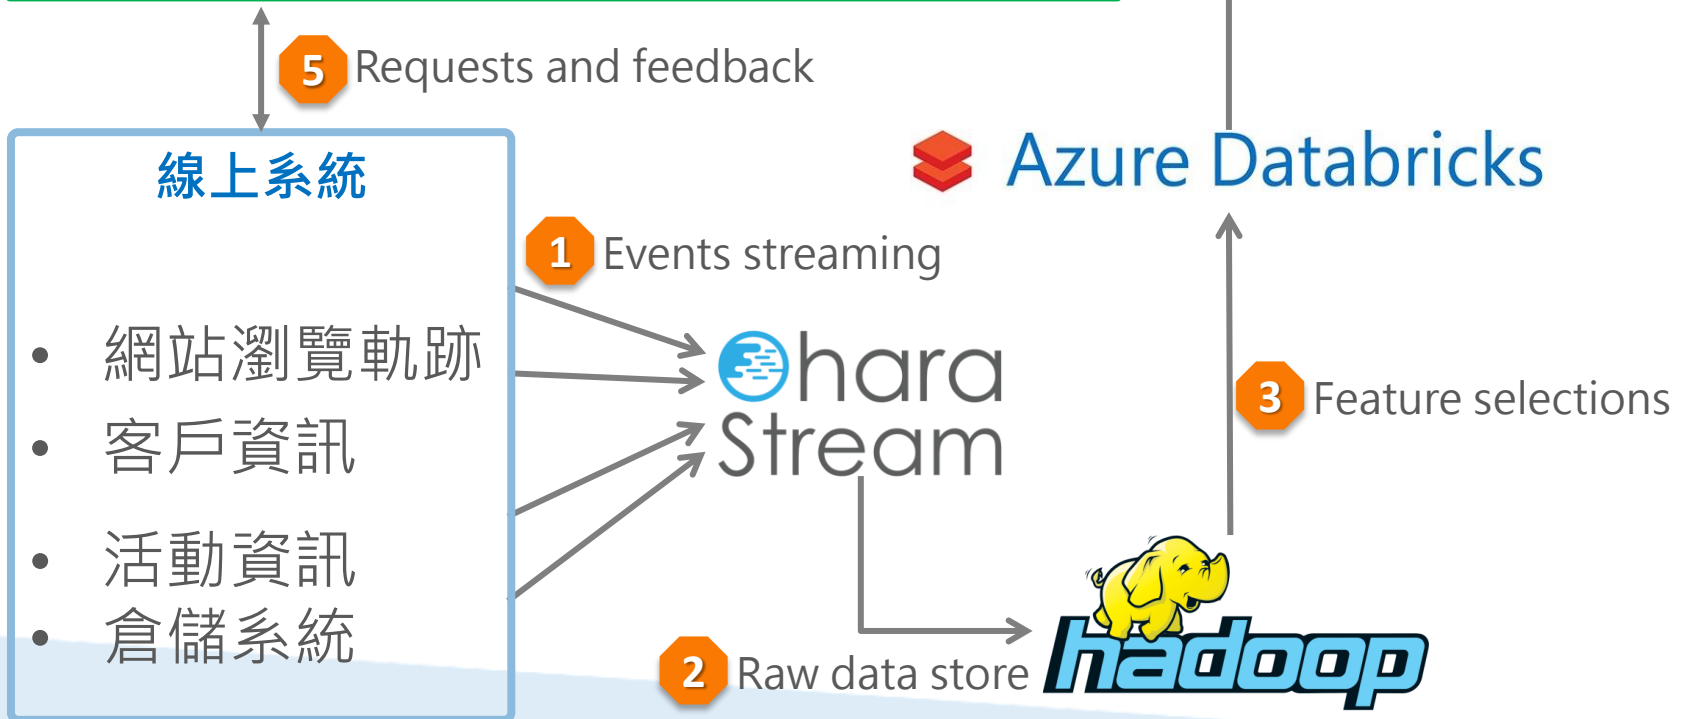 5 Requests and feedback
線上系統
Azure Databricks
1 Events streaming
• 網站瀏覽軌跡
• 客戶資訊
• 活動資訊
• 倉儲系統
Ohara
Stream
3 Feature selections
2 Raw data store
hadoop